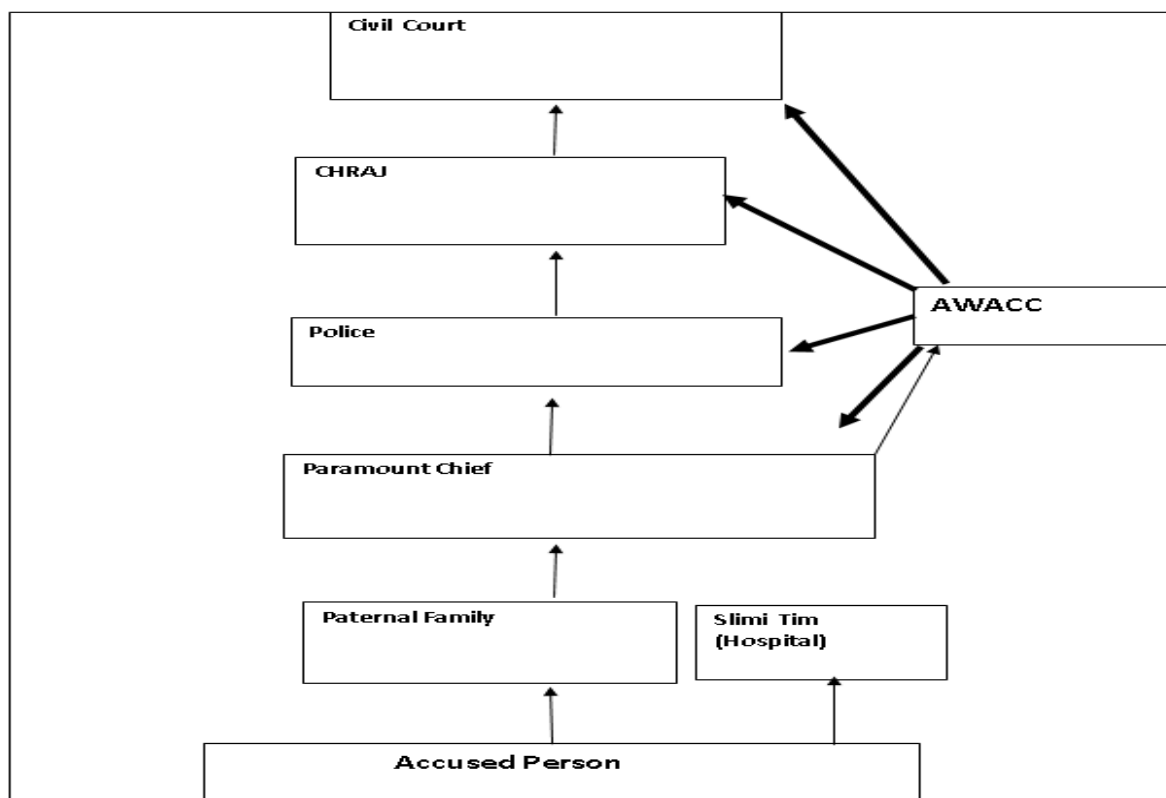 Civil Court
CHRAJ
AWACC
Police
Paramount Chief
Paternal Family
Slimi Tim
(Hospital)
Accused Person